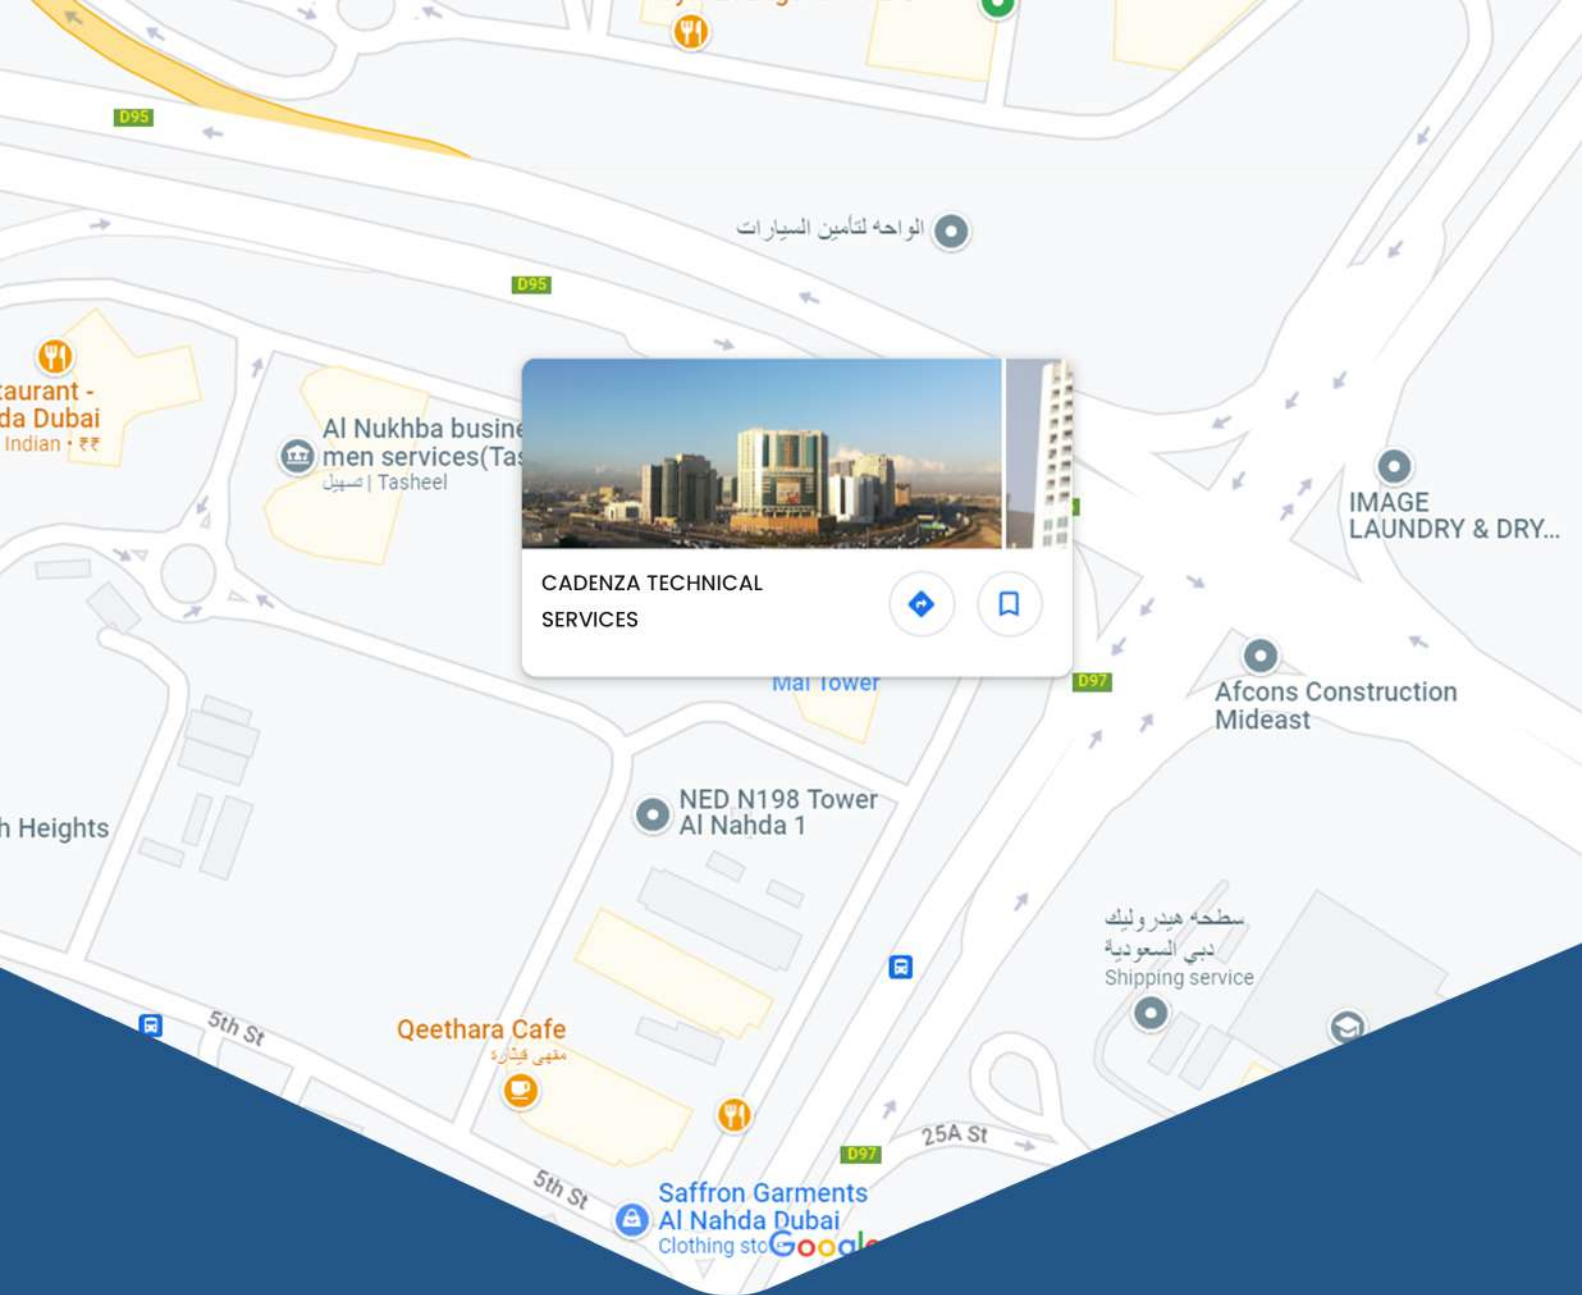 D95
الواحه لتأمين السيارات
D95
taurant -
da Dubai
Indian • ₹₹
Al Nukhba busine
men services(Tas
تسهيل | Tasheel
IMAGE
LAUNDRY & DRY...
CADENZA TECHNICAL
SERVICES
Mai Tower
D97
Afcons Construction
Mideast
NED N198 Tower
Al Nahda 1
h Heights
سطحه هيدروليك
دبي السعودية
Shipping service
5th St
Qeethara Cafe
مقهى قيثارة
25A St
D97
5th St
Saffron Garments
Al Nahda Dubai
Clothing sto
Google